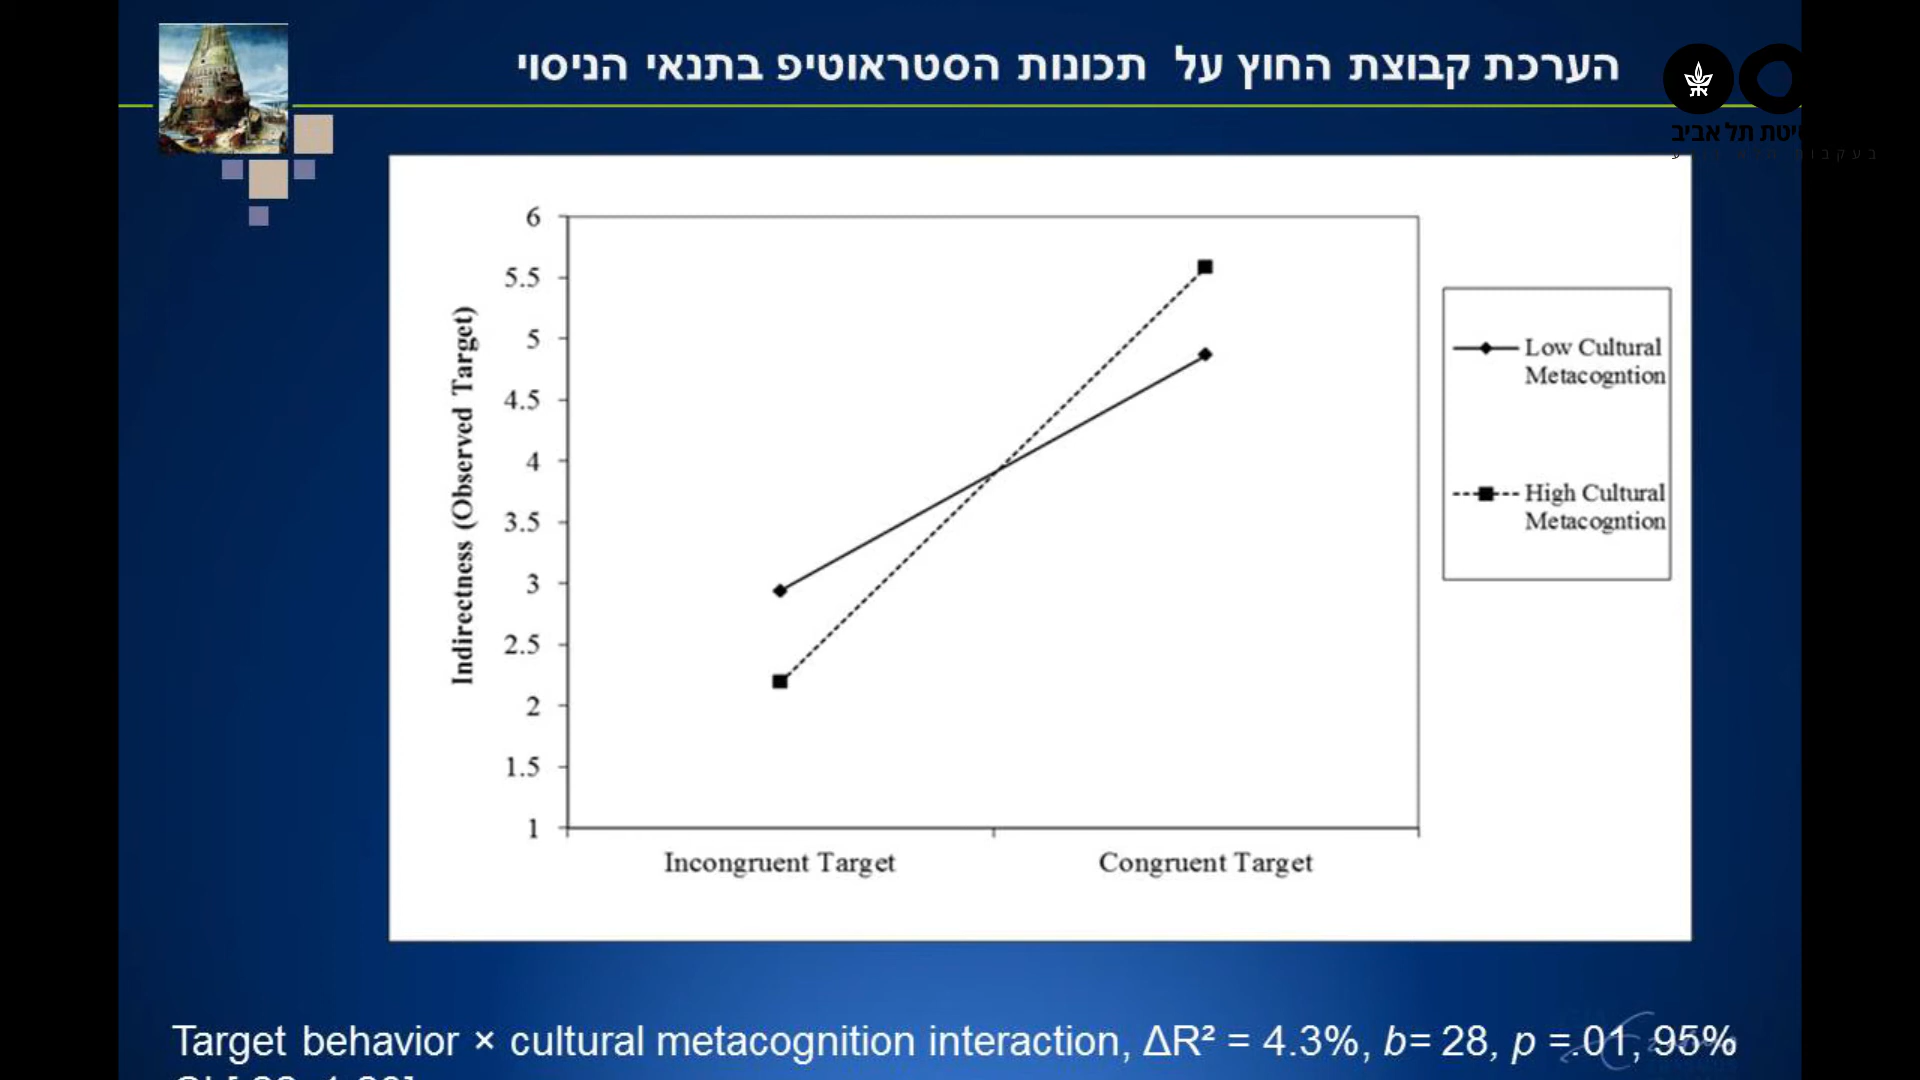 הערכת קבוצת החוץ על תכונות הסטראוטיפ בתנאי הניסוי
תל אביב
6
5.5
5
4.5
4
3.5
3
2.5
2
1.5
1
Indirectness (Observed Target)
Incongruent Target
Congruent Target
Low Cultural
Metacogntion
High Cultural
Metacogntion
Target behavior × cultural metacognition interaction, ΔR² = 4.3%, b= 28, p =.01, 95%